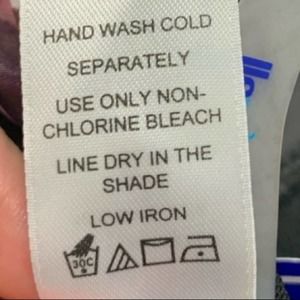 HAND WASH COLD
SEPARATELY
USE ONLY NON-
CHLORINE BLEACH
LINE DRY IN THE
SHADE
LOW IRON
30C